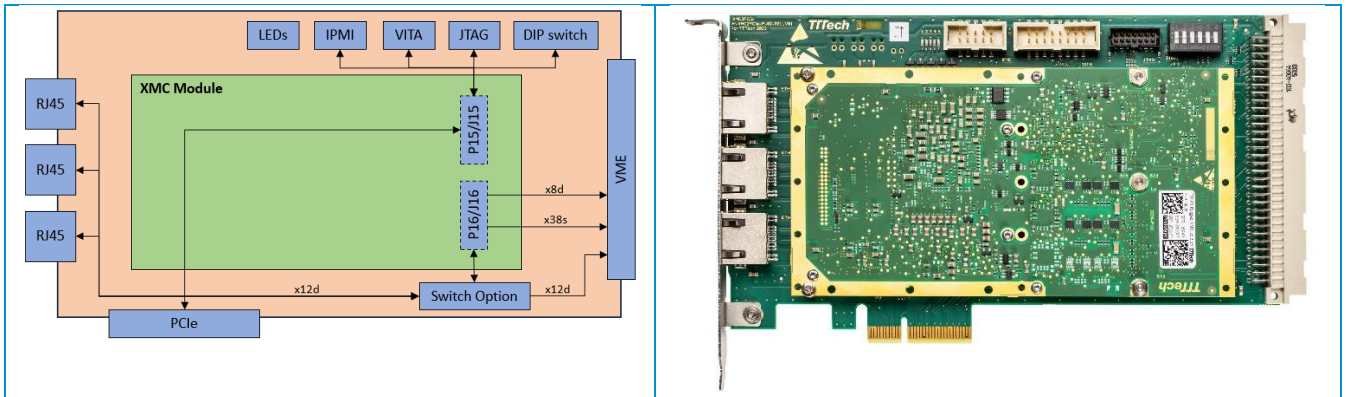 LEDs
IPMI
VITA
JTAG
DIP switch
RJ45
RJ45
RJ45
XMC Module
P15/J15
P16/J16
VME
x8d
x38s
x12d
x12d
Switch Option
PCIe
TTTech
TTTech